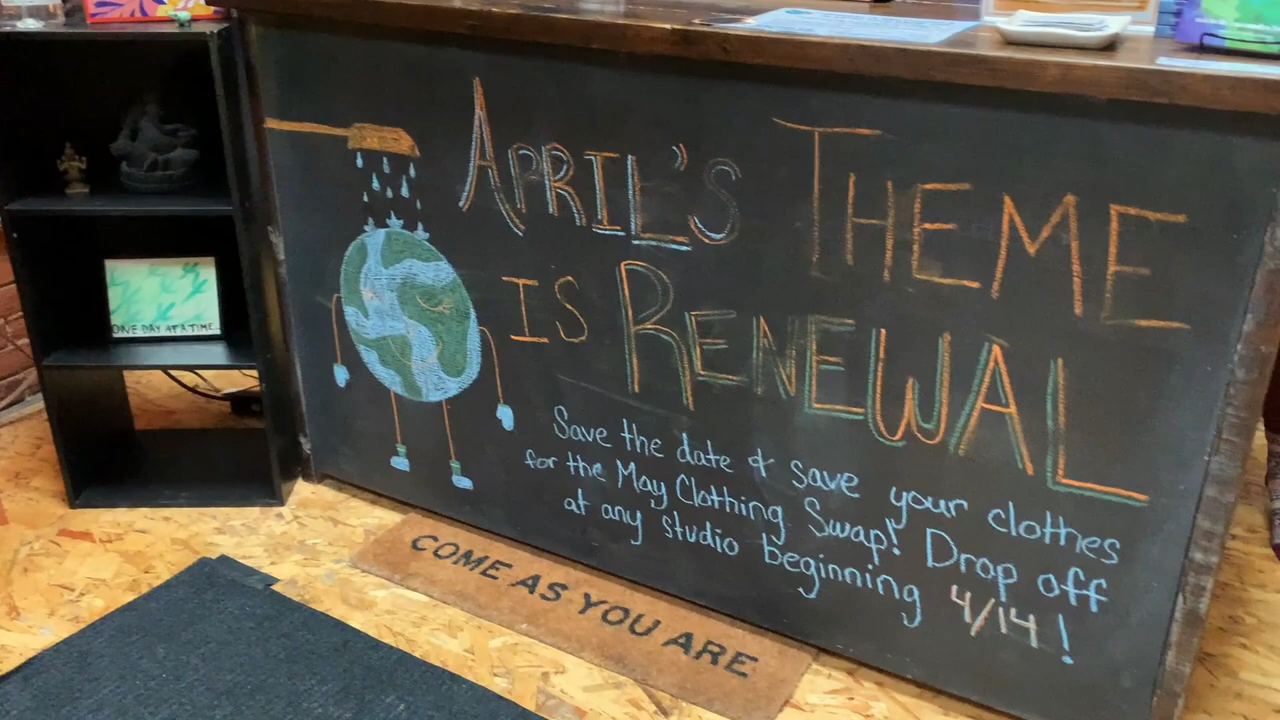 APRIL'S THEME
IS RENEWAL
Save the date & save your clothes
for the May Clothing Swap! Drop off
at any studio beginning 4/14!
COME AS YOU ARE
ONE DAY AT A TIME